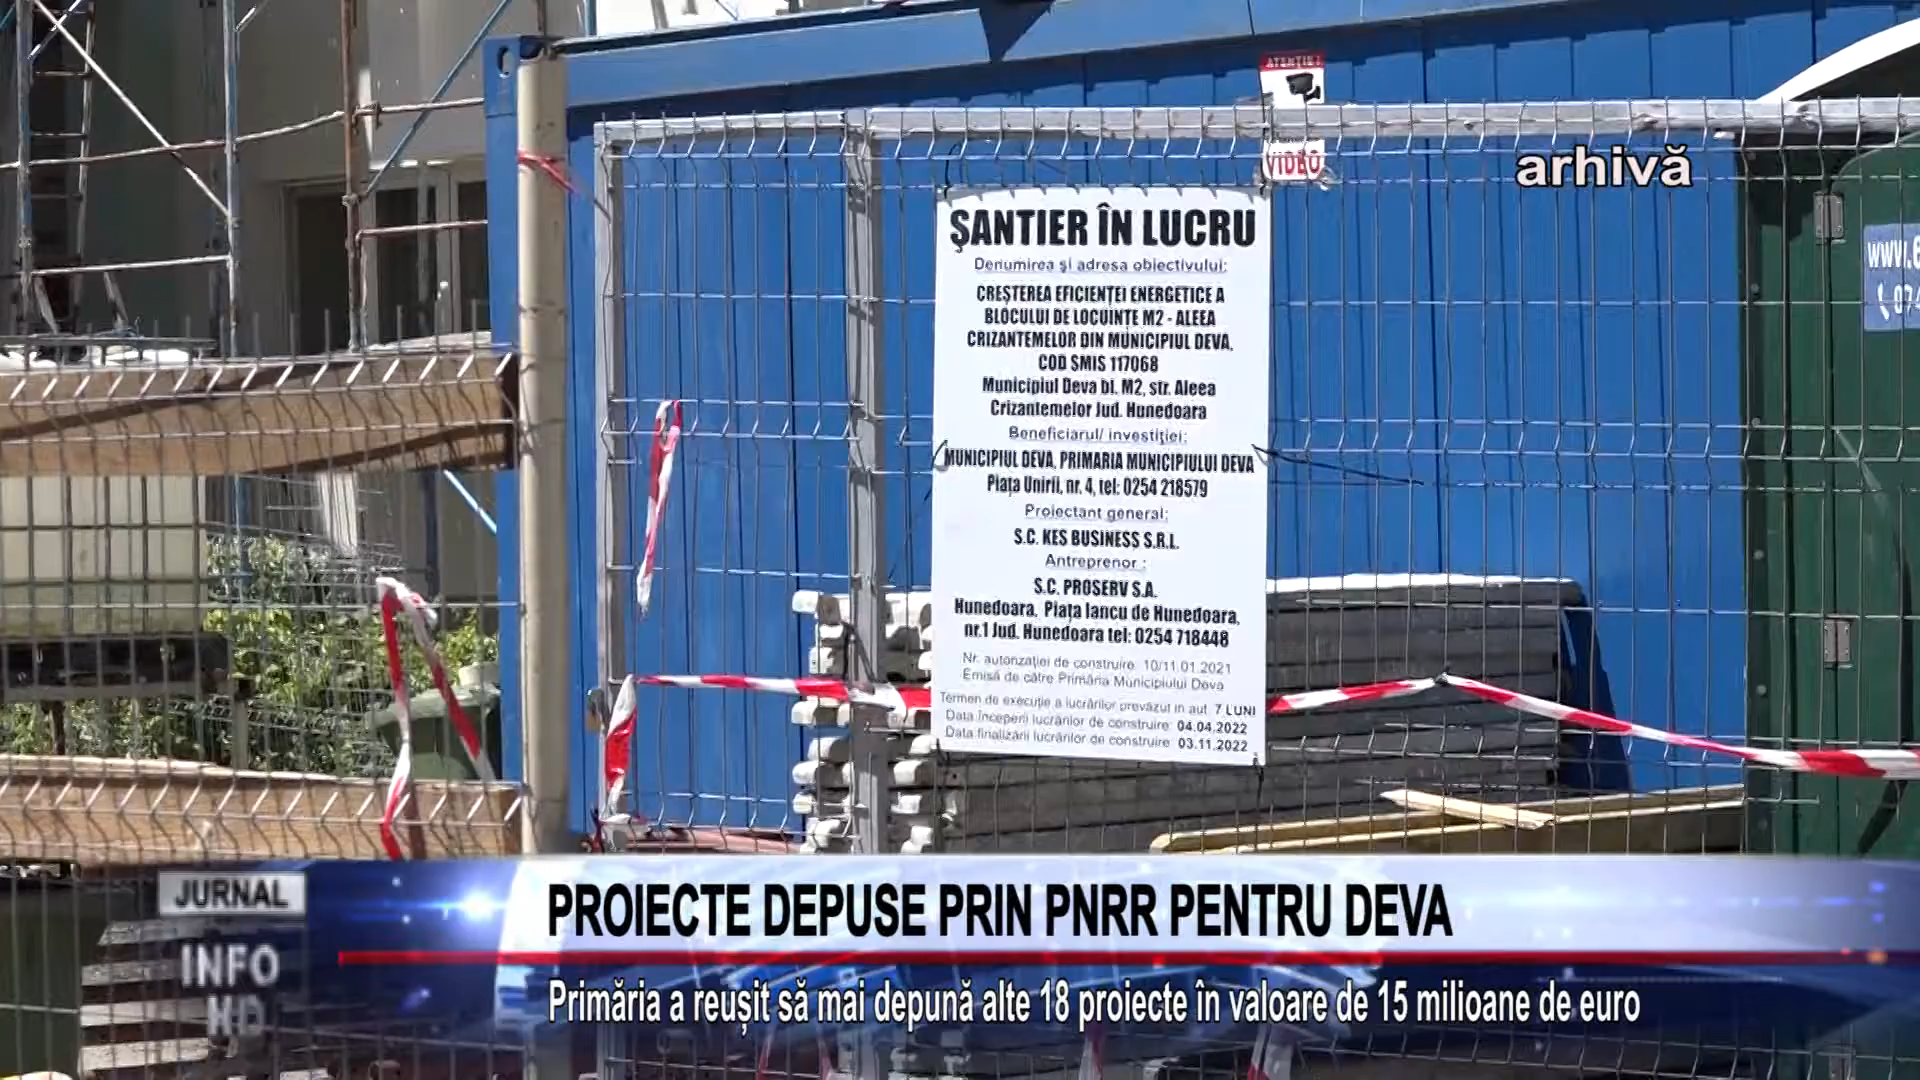 ATENȚIE!
VIDEO
arhivă
ŞANTIER ÎN LUCRU
Denumirea şi adresa obiectivului:
CREŞTEREA EFICIENŢEI ENERGETICE A
BLOCULUI DE LOCUINŢE M2 - ALEEA
CRIZANTEMELOR DIN MUNICIPIUL DEVA,
COD SMIS 117068
Municipiul Deva bl. M2, str. Aleea
Crizantemelor Jud. Hunedoara
Beneficiarul/ investiţiei:
MUNICIPIUL DEVA, PRIMARIA MUNICIPIULUI DEVA
Piaţa Unirii, nr. 4, tel: 0254 218579
Proiectant general:
S.C. KES BUSINESS S.R.L.
Antreprenor :
S.C. PROSERV S.A.
Hunedoara, Piaţa Iancu de Hunedoara,
nr.1 Jud. Hunedoara tel: 0254 718448
Nr. autorizaţiei de construire: 10/11.01.2021
Emisă de către Primăria Municipiului Deva
Termen de execuţie a lucrărilor prevăzut in aut. 7 LUNI
Data începerii lucrărilor de construire: 04.04.2022
Data finalizării lucrărilor de construire: 03.11.2022
www.
074
JURNAL
INFO
HD
PROIECTE DEPUSE PRIN PNRR PENTRU DEVA
Primăria a reușit să mai depună alte 18 proiecte în valoare de 15 milioane de euro